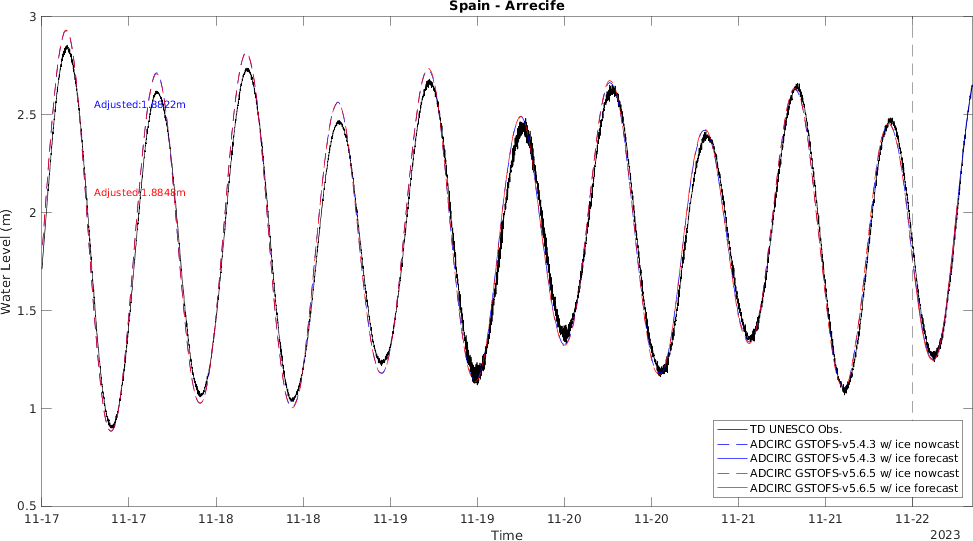 Spain - Arrecife
3
2.5
2
1.5
1
0.5
Water Level (m)
Adjusted:1.8822m
Adjusted:1.8848m
TD UNESCO Obs.
ADCIRC GSTOFS-v5.4.3 w/ ice nowcast
ADCIRC GSTOFS-v5.4.3 w/ ice forecast
ADCIRC GSTOFS-v5.6.5 w/ ice nowcast
ADCIRC GSTOFS-v5.6.5 w/ ice forecast
11-17 11-17 11-18 11-18 11-19 11-19 11-20 11-20 11-21 11-21 11-22
Time
2023